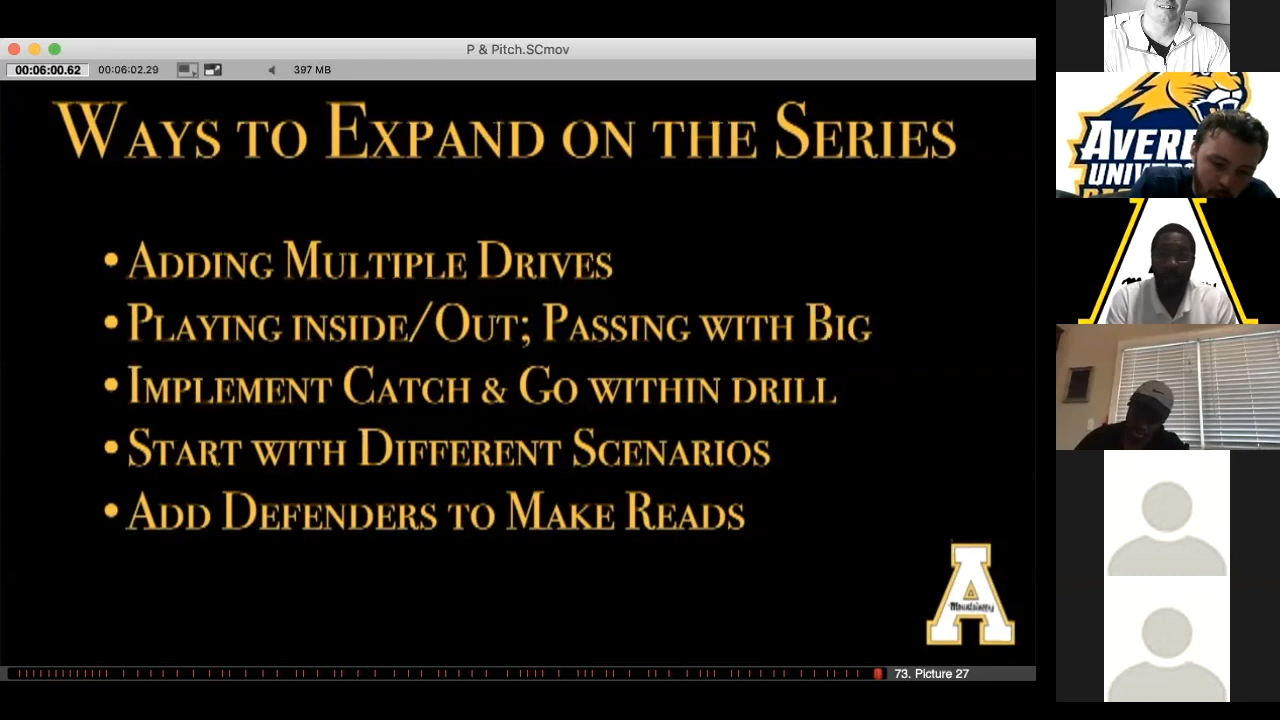 P & Pitch.SCmov
00:06:00.62 00:06:02.29 397 MB
WAYS TO EXPAND ON THE SERIES
• ADDING MULTIPLE DRIVES
• PLAYING INSIDE/OUT; PASSING WITH BIG
• IMPLEMENT CATCH & GO WITHIN DRILL
• START WITH DIFFERENT SCENARIOS
• ADD DEFENDERS TO MAKE READS
A
73. Picture 27
AVERE
UNIV
A